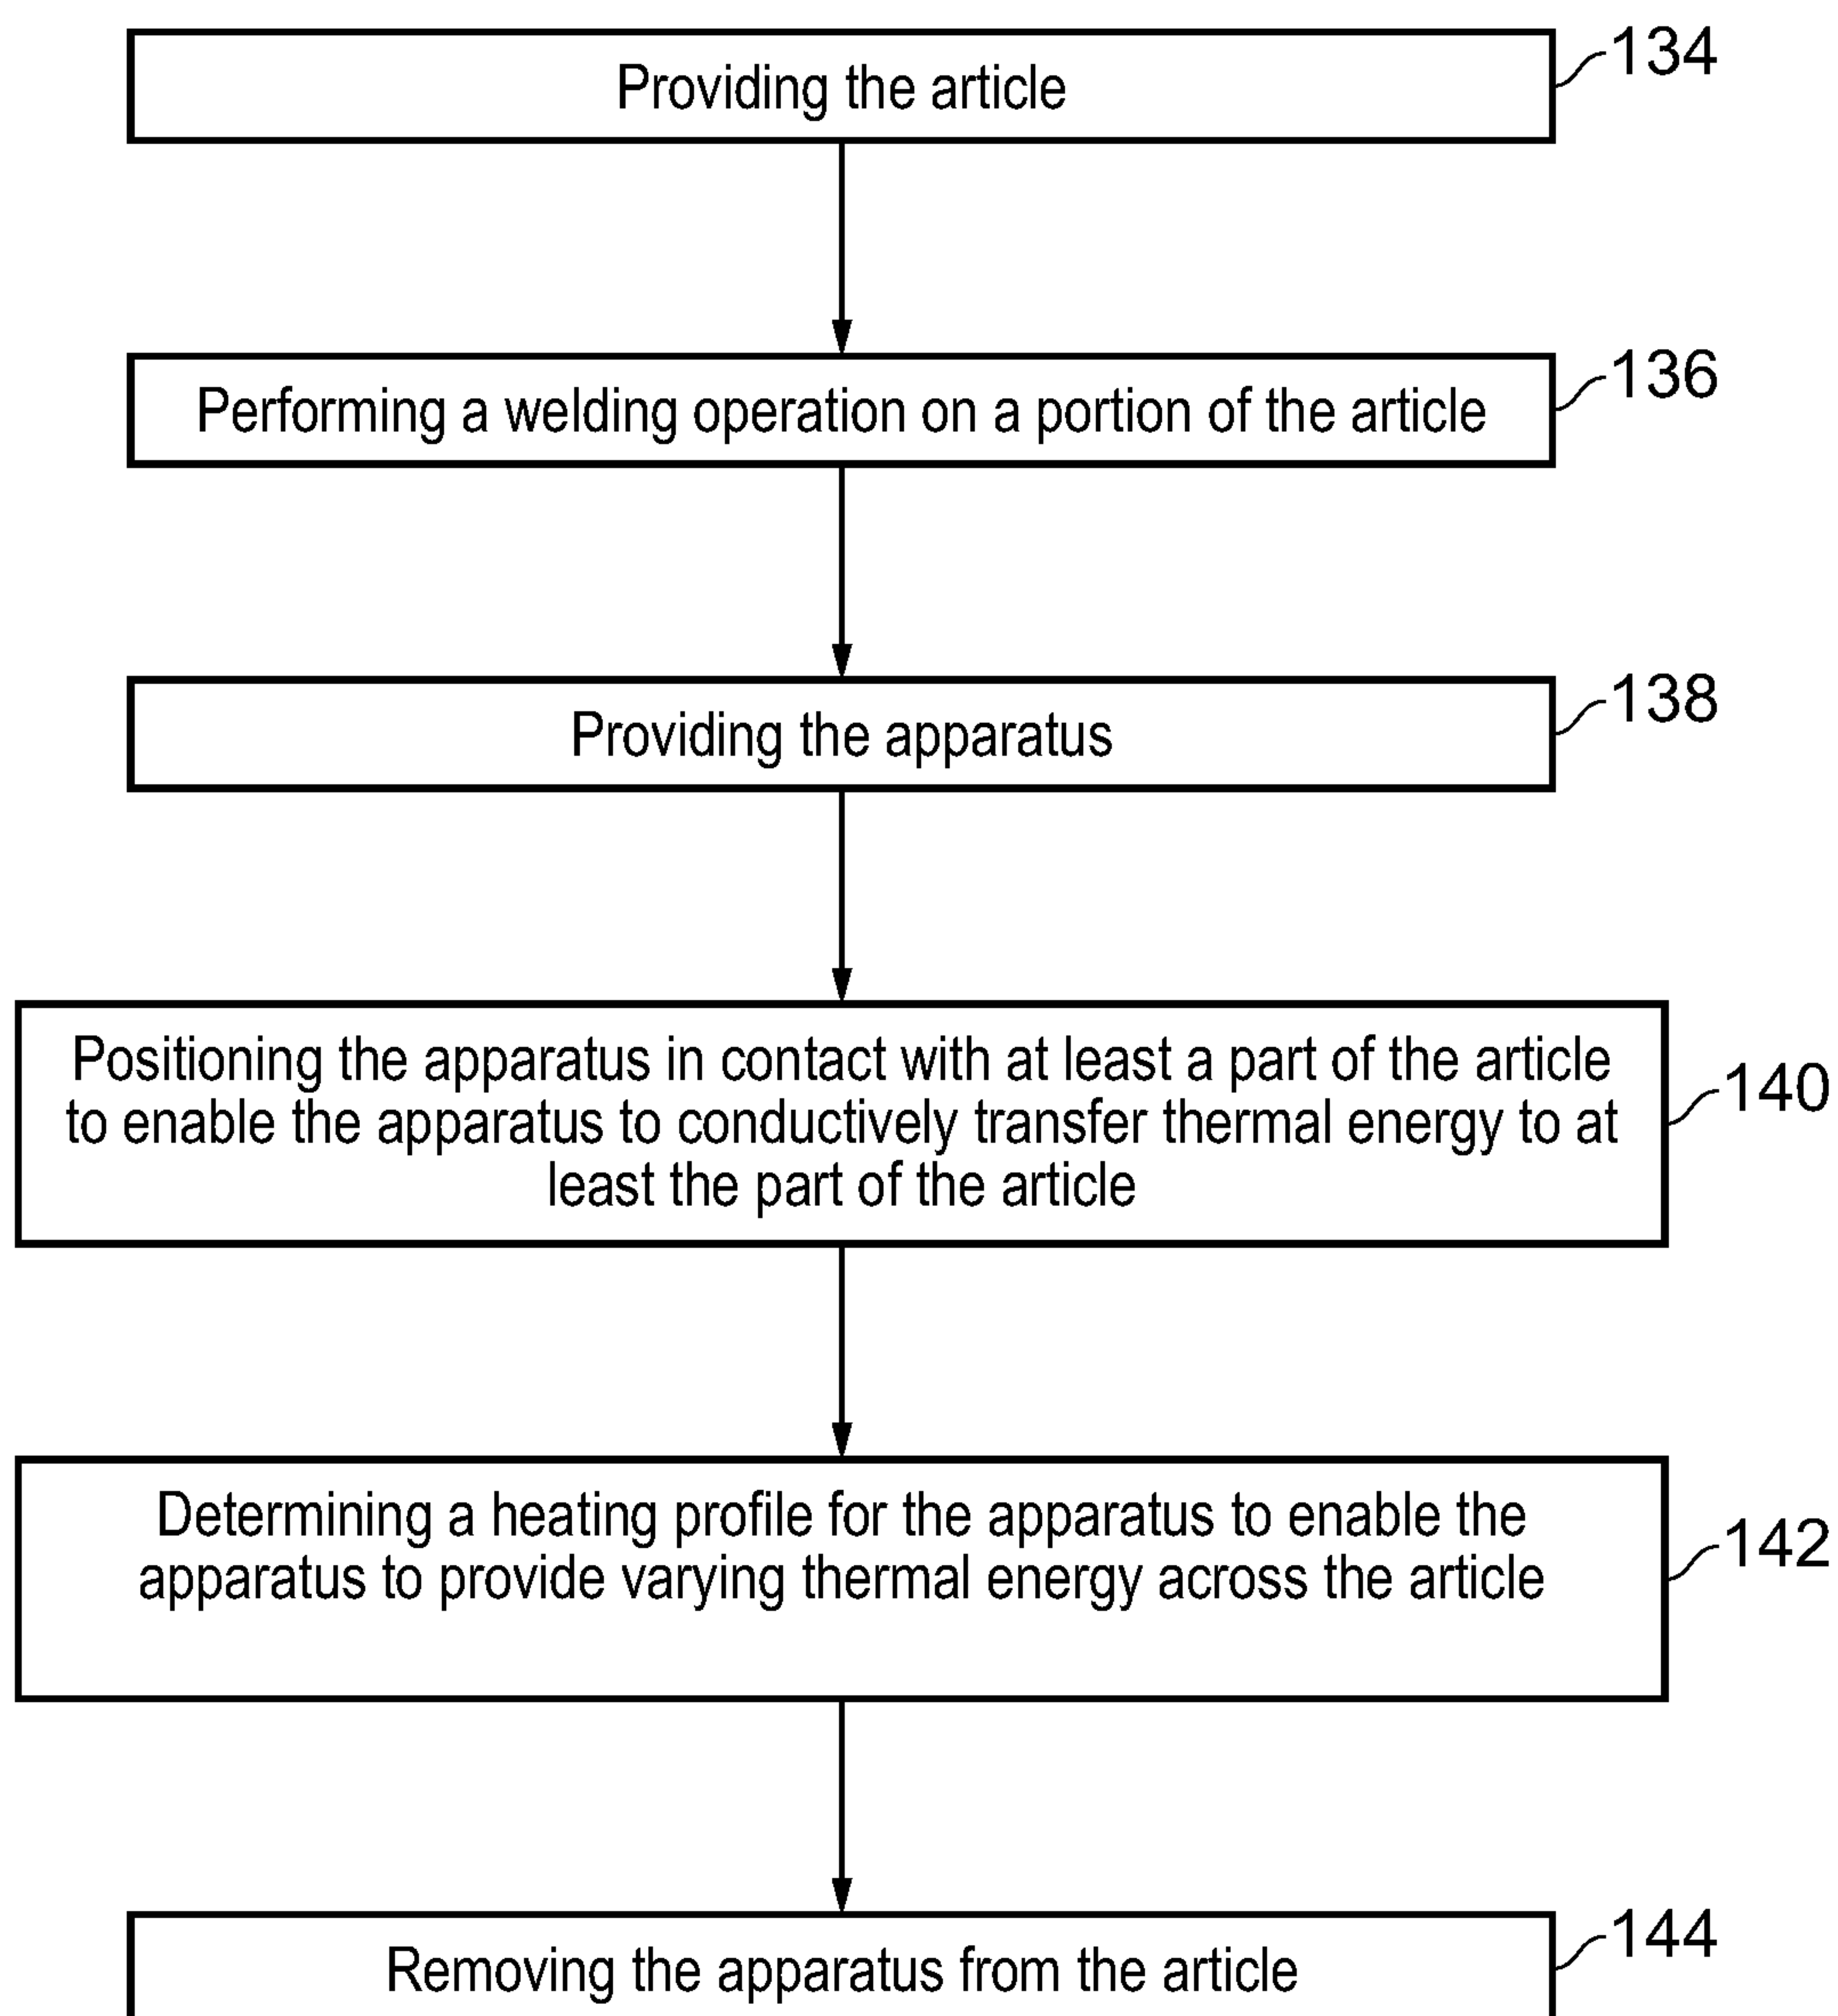 Providing the article
134
Performing a welding operation on a portion of the article
136
Providing the apparatus
138
Positioning the apparatus in contact with at least a part of the article
to enable the apparatus to conductively transfer thermal energy to at
least the part of the article
140
Determining a heating profile for the apparatus to enable the
apparatus to provide varying thermal energy across the article
142
Removing the apparatus from the article
144